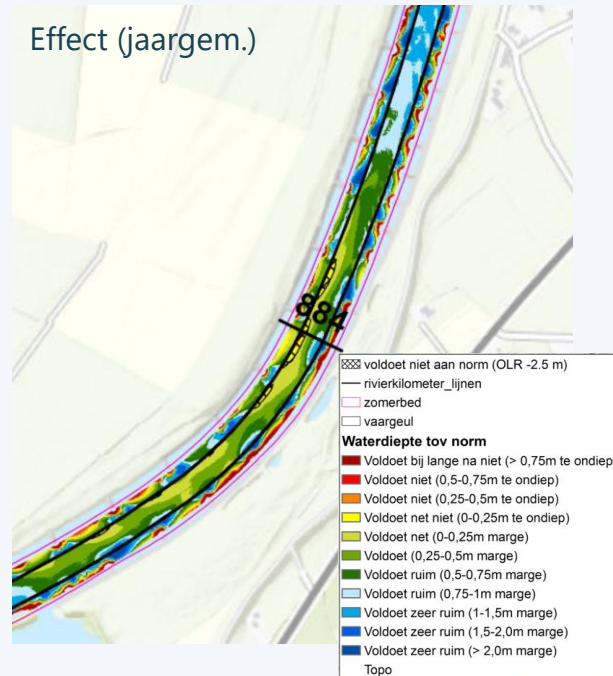 Effect (jaargem.)
884
voldoet niet aan norm (OLR -2.5 m)
rivierkilometer_lijnen
zomerbed
vaargeul
Waterdiepte tov norm
Voldoet bij lange na niet (> 0,75m te ondiep
Voldoet niet (0,5-0,75m te ondiep)
Voldoet niet (0,25-0,5m te ondiep)
Voldoet net niet (0-0,25m te ondiep)
Voldoet net (0-0,25m marge)
Voldoet (0,25-0,5m marge)
Voldoet ruim (0,5-0,75m marge)
Voldoet ruim (0,75-1m marge)
Voldoet zeer ruim (1-1,5m marge)
Voldoet zeer ruim (1,5-2,0m marge)
Voldoet zeer ruim (> 2,0m marge)
Topo